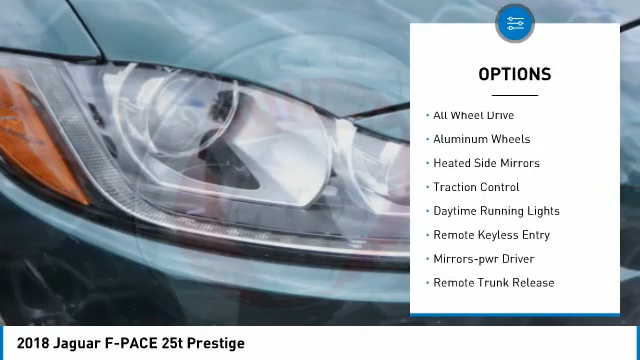 OPTIONS
All Wheel Drive
Aluminum Wheels
Heated Side Mirrors
Traction Control
Daytime Running Lights
Remote Keyless Entry
Mirrors-pwr Driver
Remote Trunk Release
2018 Jaguar F-PACE 25t Prestige